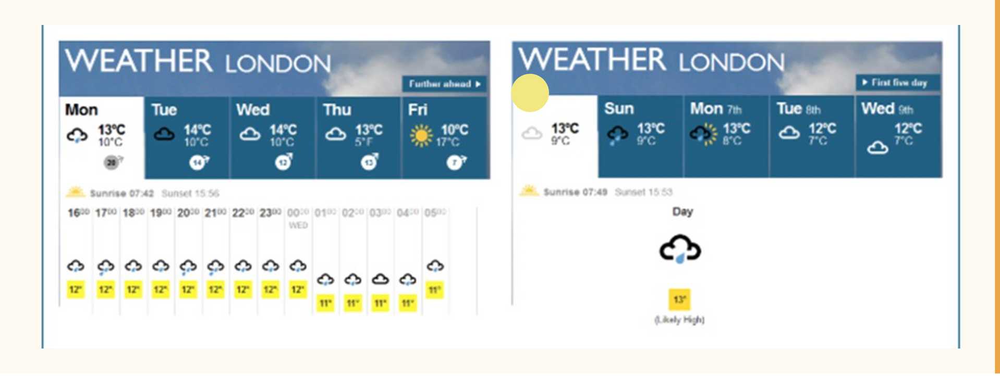 WEATHER LONDON
Further ahead
Mon Tue Wed Thu Fri
13°C 14°C 14°C 13°C 10°C
10°C 10°C 10°C 5°F 17°C
20 14 12 13 7
Sunrise 07:42 Sunset 15:56
1600 1700 1800 1900 2000 2100 2200 2300 0000 0100 0200 0300 0400 0500
WED
12° 12° 12° 12° 12° 12° 12° 12° 12° 11° 11° 11° 11° 11°
WEATHER LONDON
First five day
Sun Mon 7th Tue 8th Wed 9th
13°C 13°C 13°C 12°C 12°C
9°C 9°C 8°C 7°C 7°C
Sunrise 07:49 Sunset 15:53
Day
13°
(Likely High)